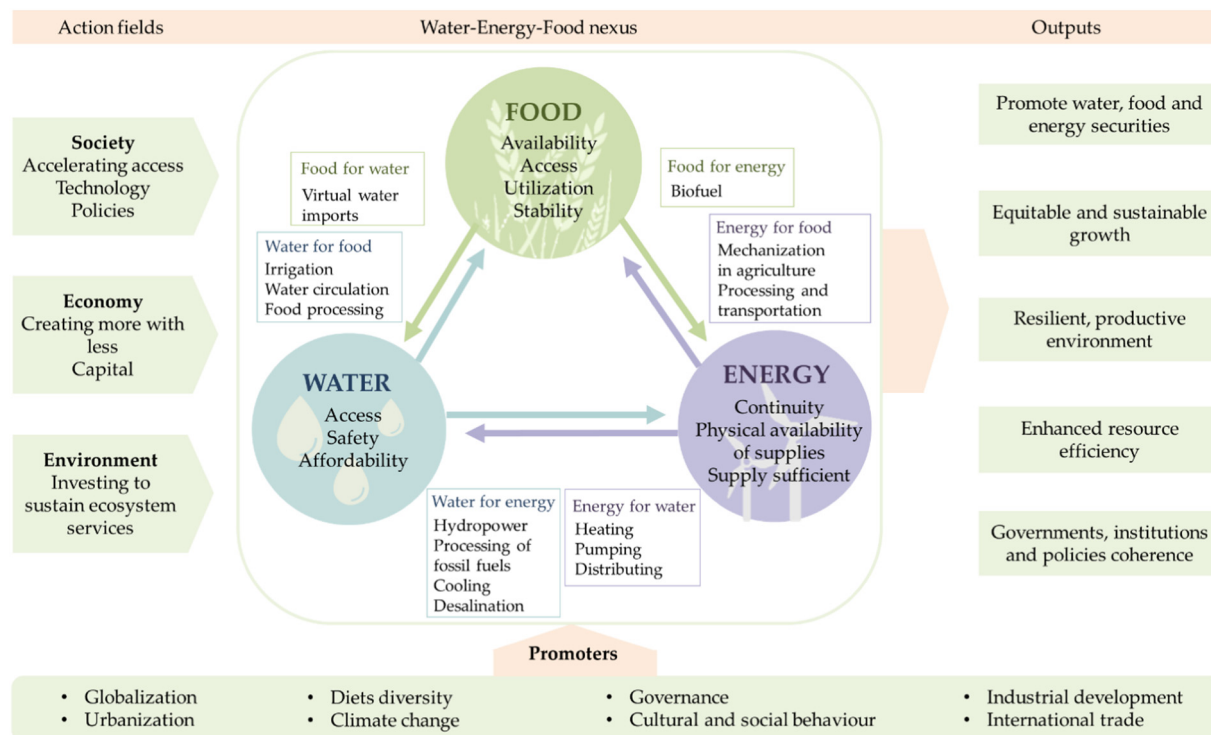 Action fields
Water-Energy-Food nexus
Outputs
Society
Accelerating access
Technology
Policies
Economy
Creating more with
less
Capital
Environment
Investing to
sustain ecosystem
services
FOOD
Availability
Access
Utilization
Stability
Food for water
Virtual water
imports
Water for food
Irrigation
Water circulation
Food processing
Food for energy
Biofuel
Energy for food
Mechanization
in agriculture
Processing and
transportation
WATER
Access
Safety
Affordability
ENERGY
Continuity
Physical availability
of supplies
Supply sufficient
Water for energy
Hydropower
Processing of
fossil fuels
Cooling
Desalination
Energy for water
Heating
Pumping
Distributing
Promote water, food and
energy securities
Equitable and sustainable
growth
Resilient, productive
environment
Enhanced resource
efficiency
Governments, institutions
and policies coherence
Promoters
• Globalization
• Urbanization
• Diets diversity
• Climate change
• Governance
• Cultural and social behaviour
• Industrial development
• International trade